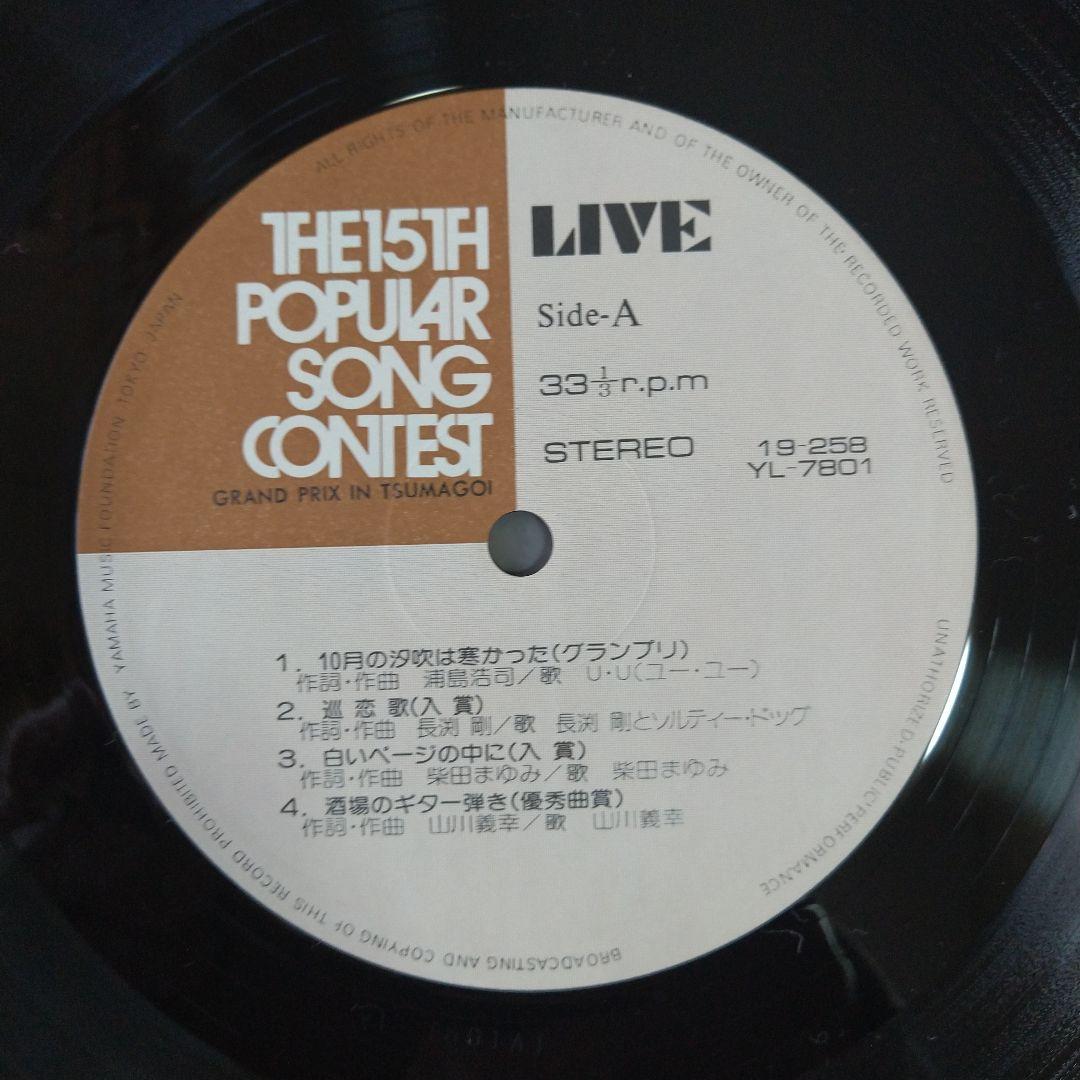 THE 15TH
POPULAR
SONG
CONTEST
GRAND PRIX IN TSUMAGOI
LIVE
Side-A
33 1/3 r.p.m
STEREO
19-258
YL-7801
1. 10月の汐吹は寒かった(グランプリ)
作詞・作曲 浦島浩司/歌 U・U(ユー・ユー)
2. 巡恋歌(入 賞)
作詞・作曲 長渕 剛/歌 長渕 剛とソルティー・ドッグ
3. 白いページの中に(入 賞)
作詞・作曲 柴田まゆみ/歌 柴田まゆみ
4. 酒場のギター弾き(優秀曲賞)
作詞・作曲 山川義幸/歌 山川義幸
ALL RIGHTS OF THE MANUFACTURER AND OF THE OWNER OF THE RECORDED WORK RESERVED
UNATHORIZED PUBLIC PERFORMANCE
BROADCASTING AND COPYING OF THIS RECORD PROHIBITED MADE BY YAMAHA MUSIC FOUNDATION TOKYO JAPAN